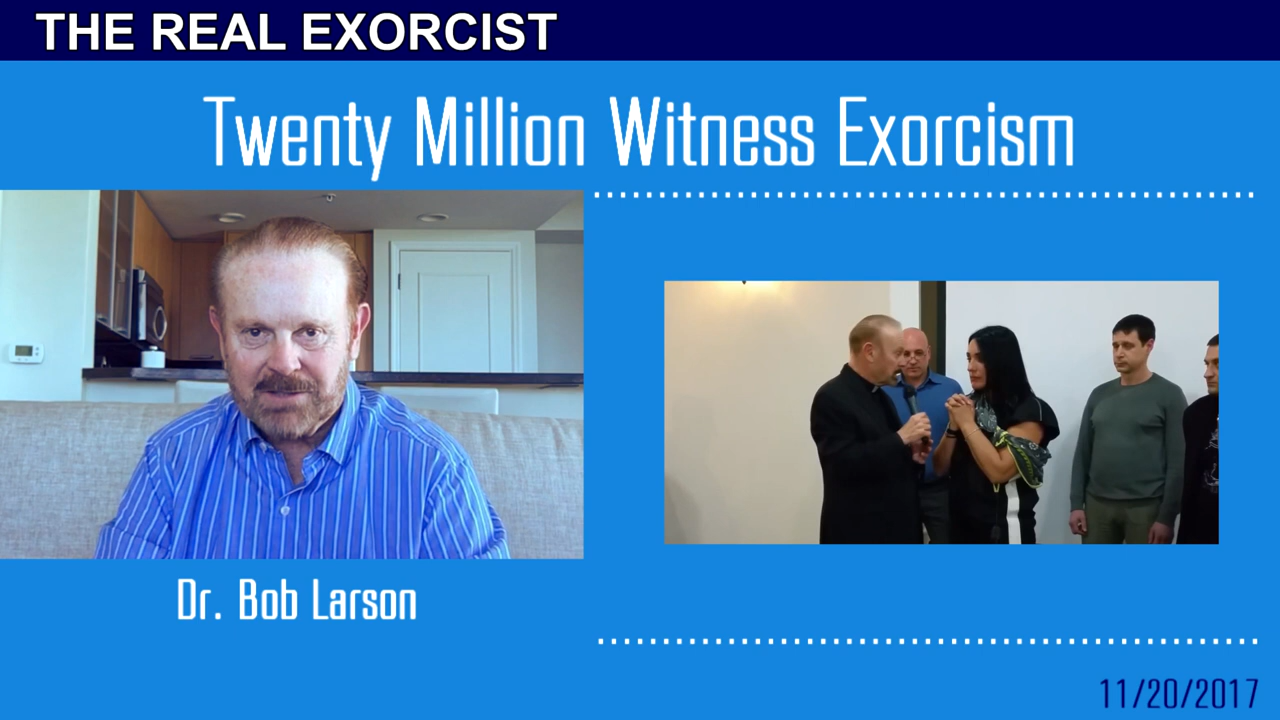 THE REAL EXORCIST
Twenty Million Witness Exorcism
Dr. Bob Larson
11/20/2017